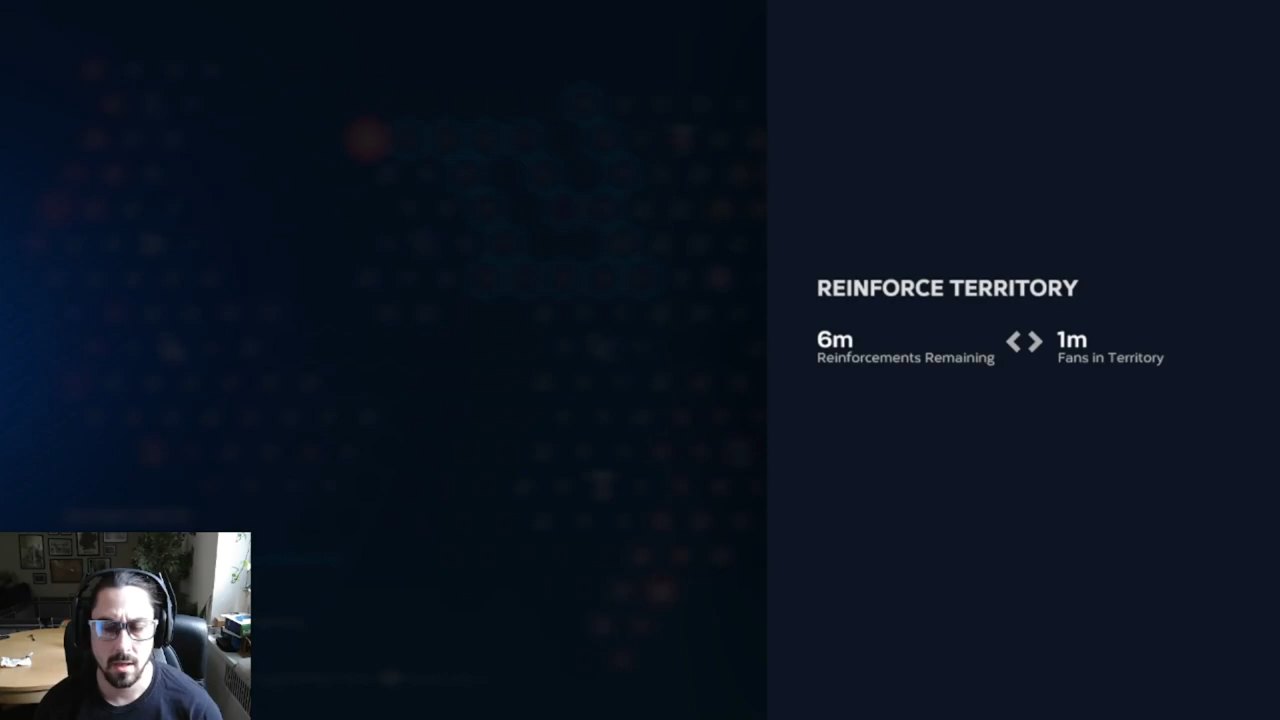 REINFORCE TERRITORY
6m
Reinforcements Remaining
1m
Fans in Territory